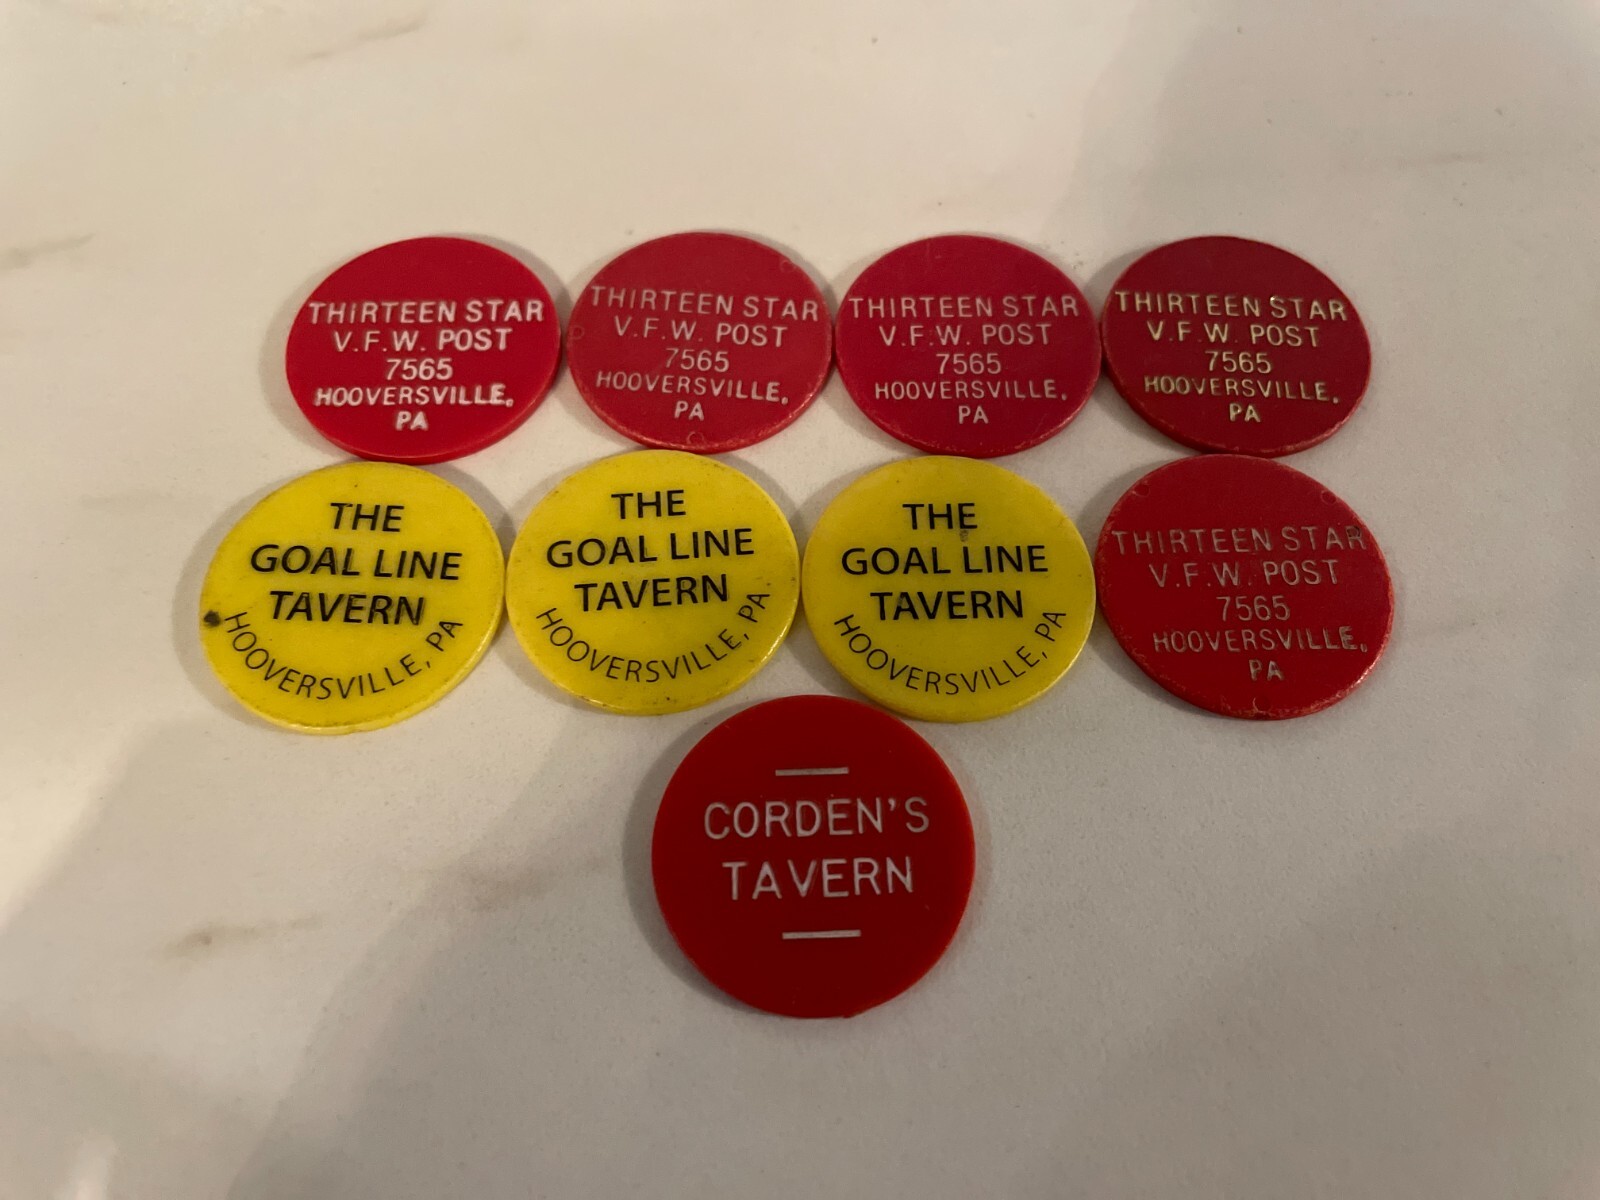 THIRTEEN STAR
V.F.W. POST
7565
HOOVERSVILLE,
PA
THIRTEEN STAR
V.F.W. POST
7565
HOOVERSVILLE,
PA
THIRTEEN STAR
V.F.W. POST
7565
HOOVERSVILLE,
PA
THIRTEEN STAR
V.F.W. POST
7565
HOOVERSVILLE,
PA
THE
GOAL LINE
TAVERN
HOOVERSVILLE, PA
THE
GOAL LINE
TAVERN
HOOVERSVILLE, PA
THE
GOAL LINE
TAVERN
HOOVERSVILLE, PA
THIRTEEN STAR
V.F.W. POST
7565
HOOVERSVILLE,
PA
CORDEN'S
TAVERN